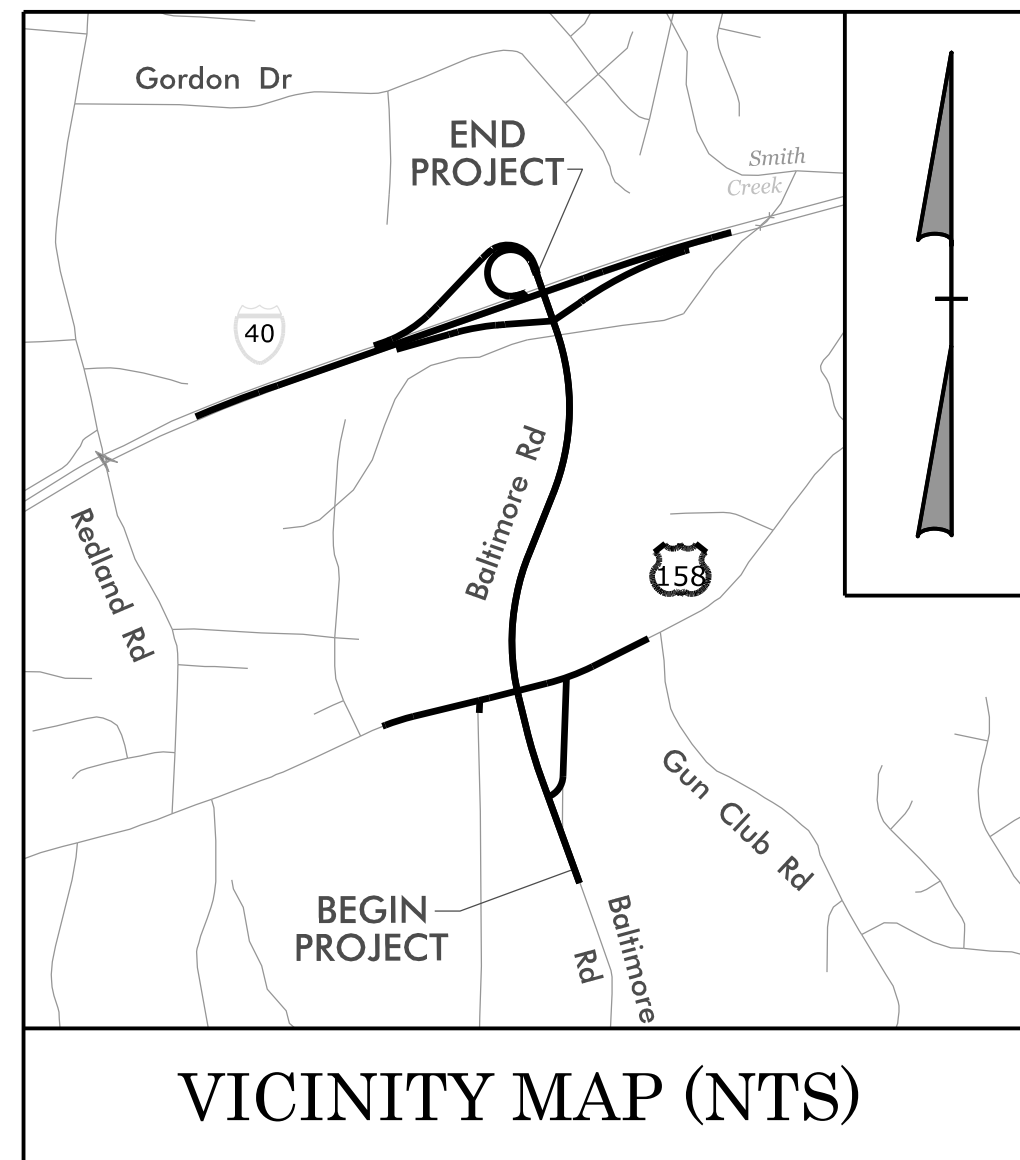 Gordon Dr
END
PROJECT
Smith
Creek
40
Baltimore Rd
Redland Rd
158
Gun Club Rd
BEGIN
PROJECT
Baltimore
Rd
VICINITY MAP (NTS)